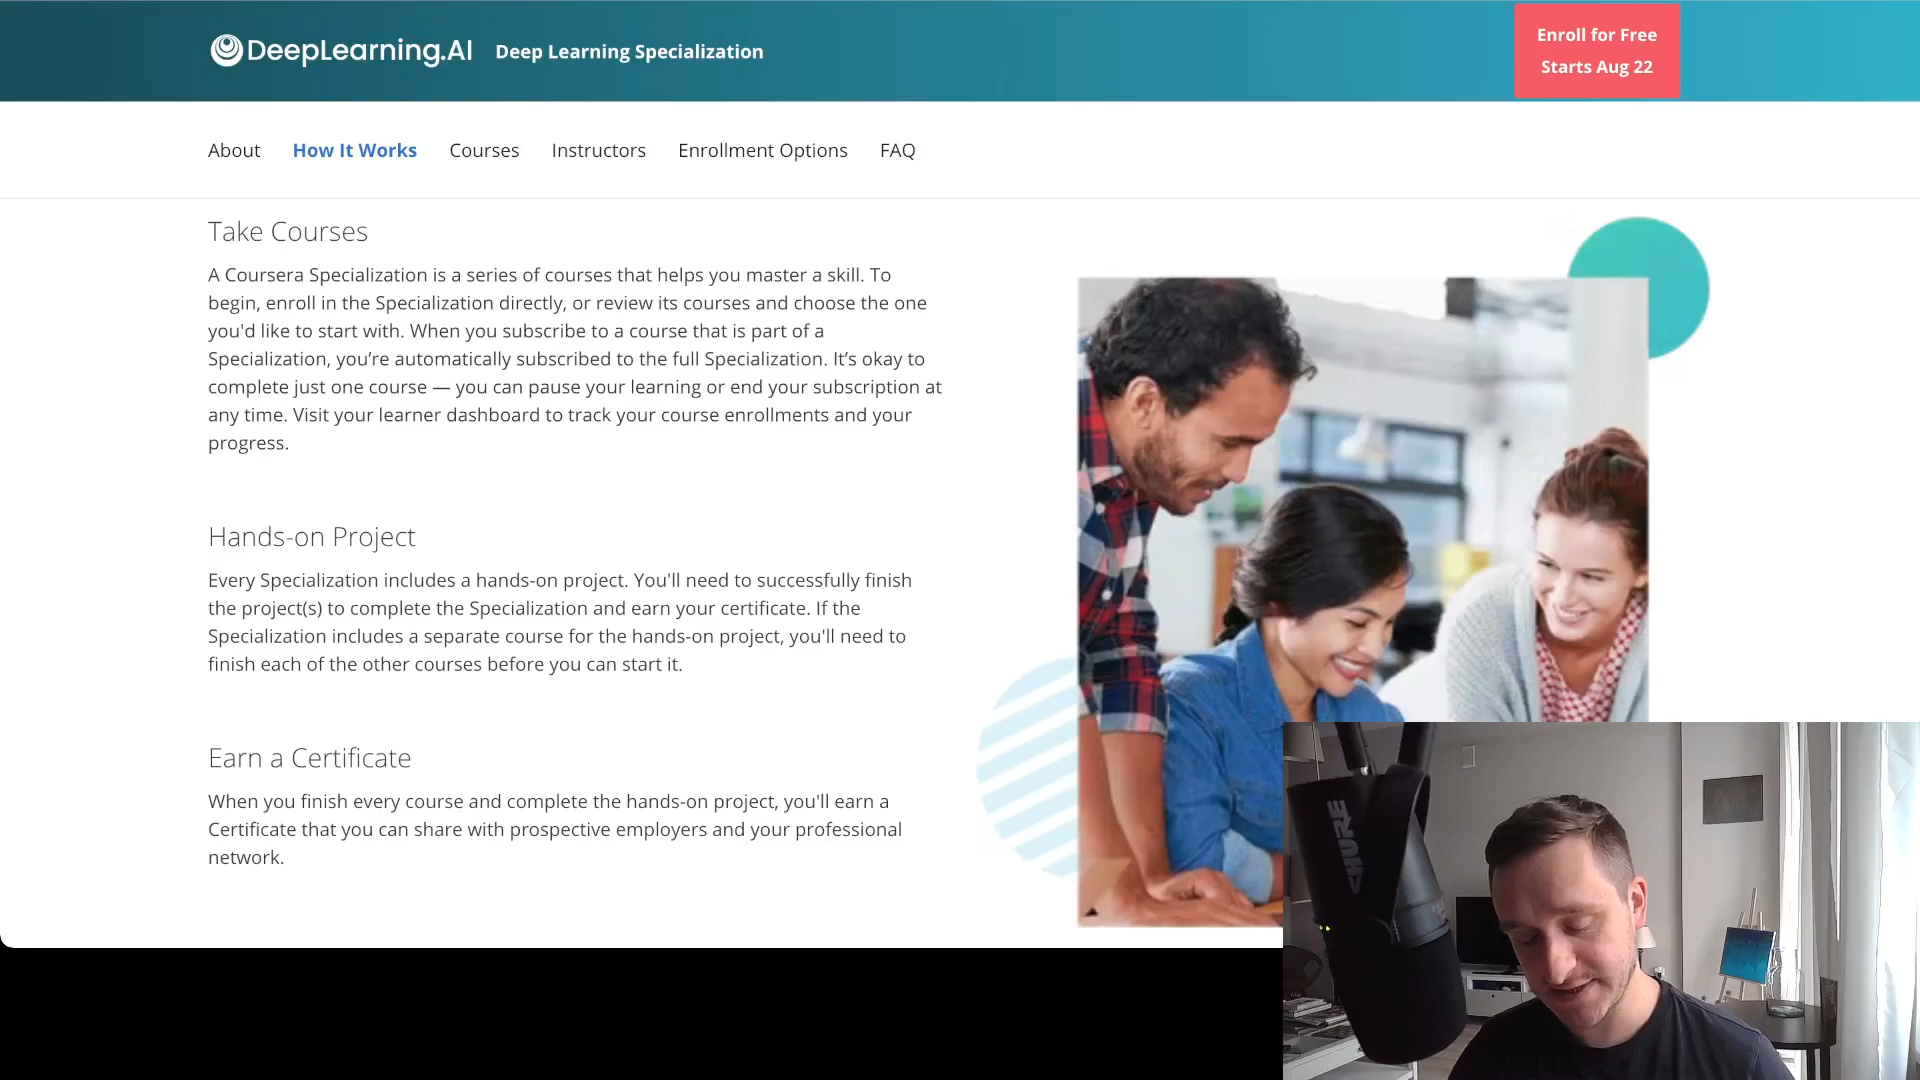 DeepLearning.AI Deep Learning Specialization
Enroll for Free
Starts Aug 22
About How It Works Courses Instructors Enrollment Options FAQ
Take Courses
A Coursera Specialization is a series of courses that helps you master a skill. To
begin, enroll in the Specialization directly, or review its courses and choose the one
you'd like to start with. When you subscribe to a course that is part of a
Specialization, you’re automatically subscribed to the full Specialization. It’s okay to
complete just one course — you can pause your learning or end your subscription at
any time. Visit your learner dashboard to track your course enrollments and your
progress.
Hands-on Project
Every Specialization includes a hands-on project. You'll need to successfully finish
the project(s) to complete the Specialization and earn your certificate. If the
Specialization includes a separate course for the hands-on project, you'll need to
finish each of the other courses before you can start it.
Earn a Certificate
When you finish every course and complete the hands-on project, you'll earn a
Certificate that you can share with prospective employers and your professional
network.
SHURE